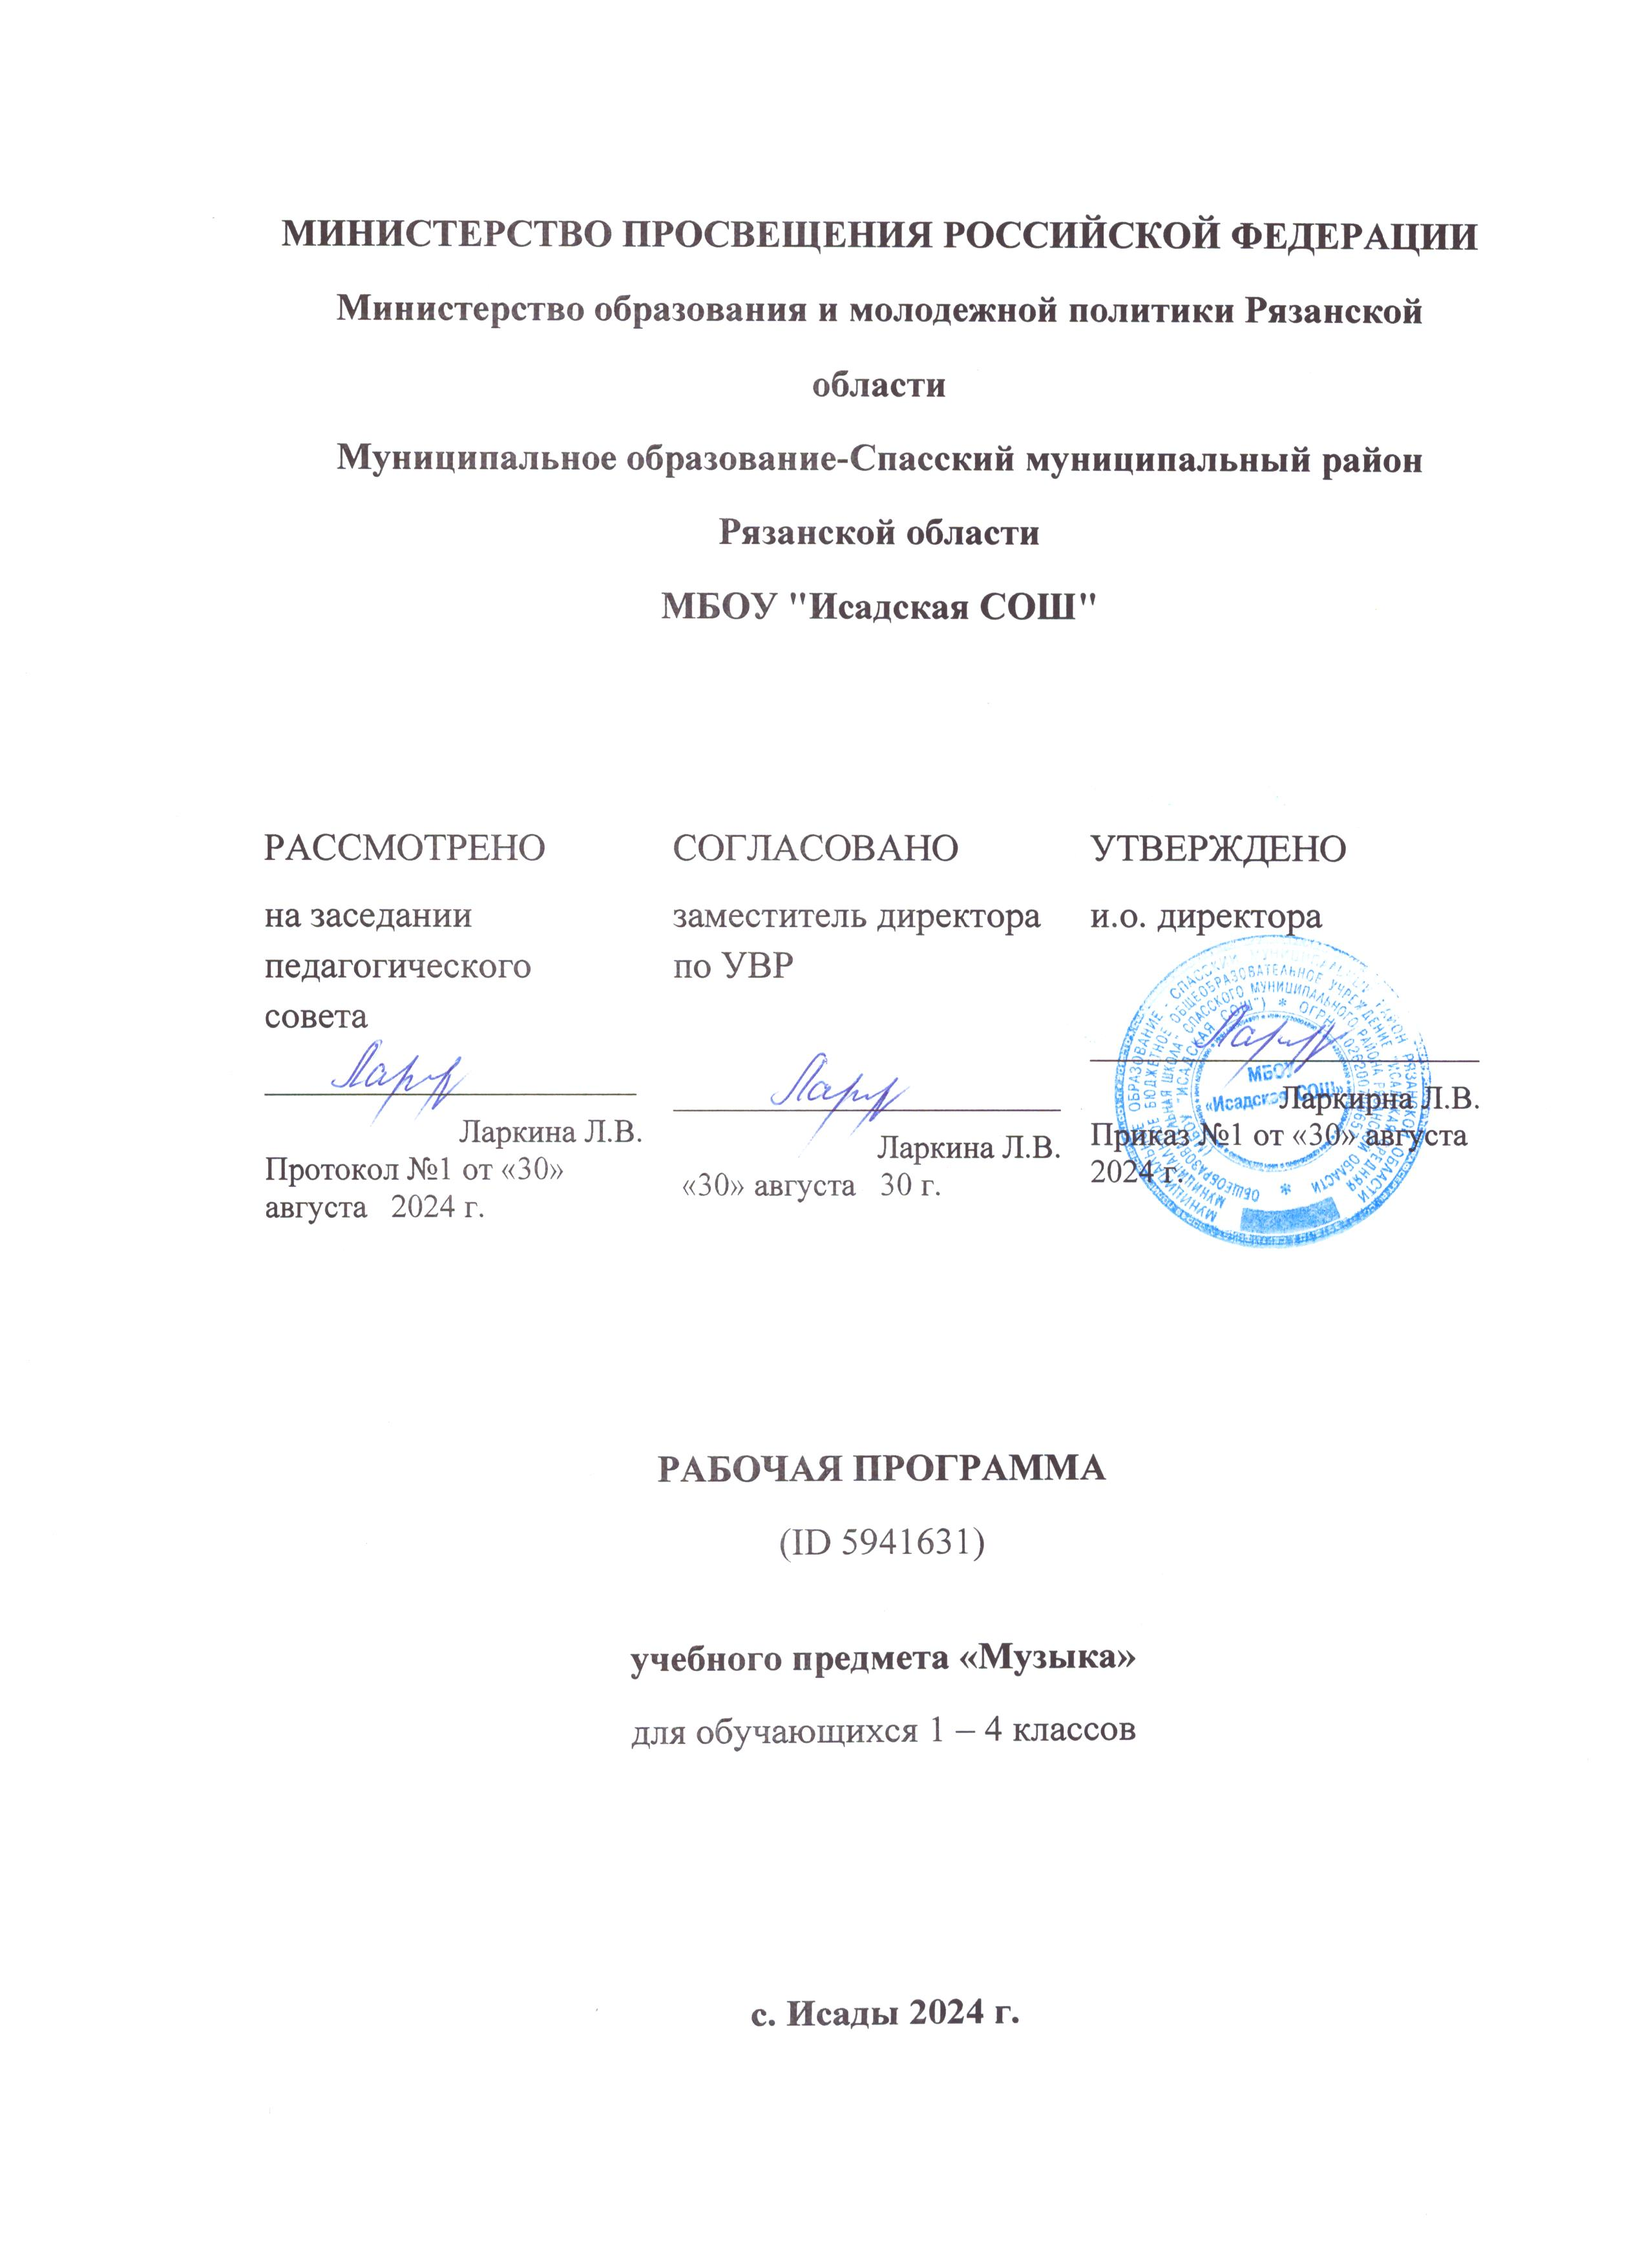 МИНИСТЕРСТВО ПРОСВЕЩЕНИЯ РОССИЙСКОЙ ФЕДЕРАЦИИ
Министерство образования и молодежной политики Рязанской
области
Муниципальное образование-Спасский муниципальный район
Рязанской области
МБОУ "Исадская СОШ"
РАССМОТРЕНО
на заседании
педагогического
совета
Ларкина Л.В.
Протокол №1 от «30»
августа 2024 г.
СОГЛАСОВАНО
заместитель директора
по УВР
Ларкина Л.В.
«30» августа 30 г.
УТВЕРЖДЕНО
и.о. директора
Ларкирна Л.В.
Приказ №1 от «30» августа
2024 г.
МБОУ
«Исадская СОШ»
РАБОЧАЯ ПРОГРАММА
(ID 5941631)
учебного предмета «Музыка»
для обучающихся 1 – 4 классов
с. Исады 2024 г.